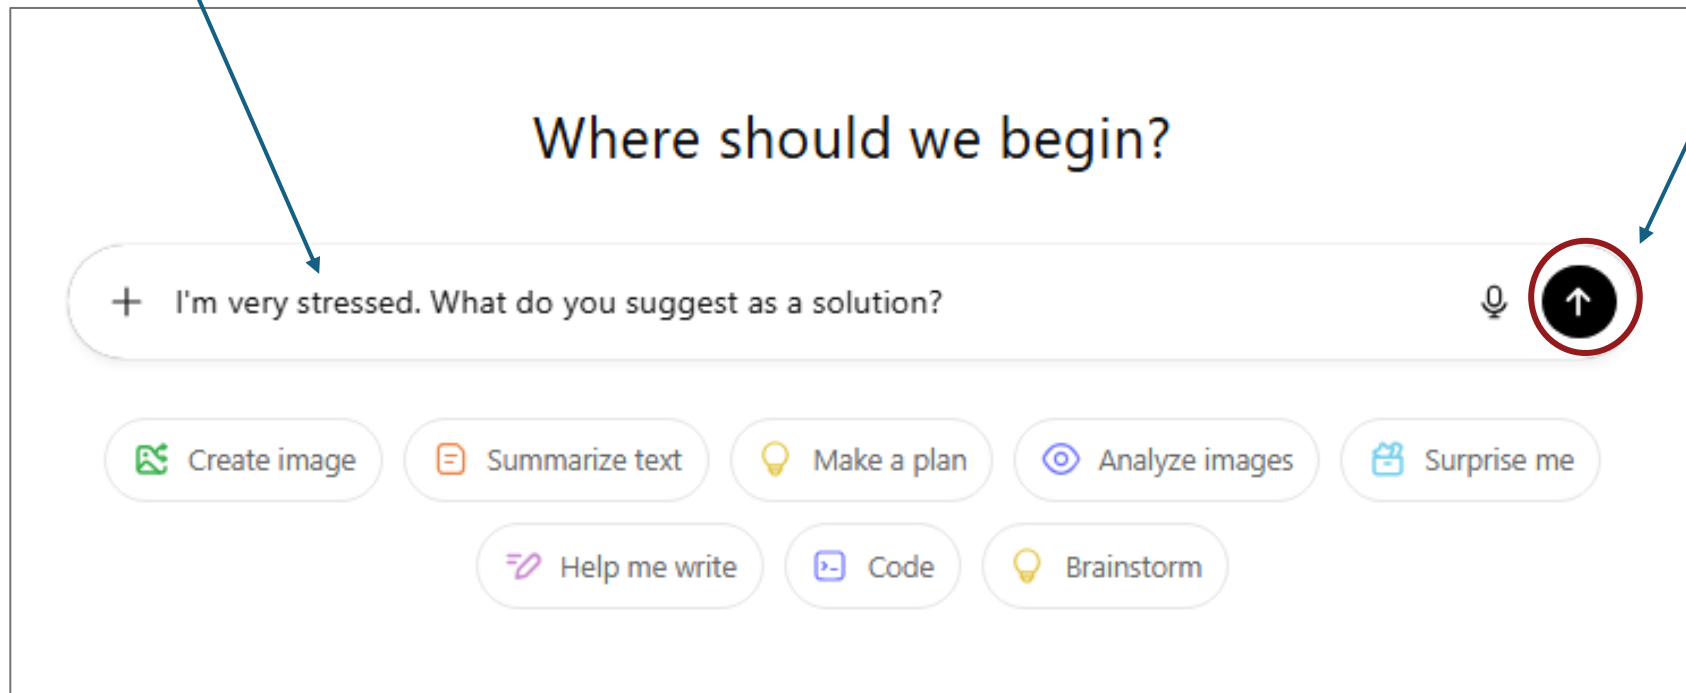 Where should we begin?
I'm very stressed. What do you suggest as a solution?
Create image
Summarize text
Make a plan
Analyze images
Surprise me
Help me write
Code
Brainstorm